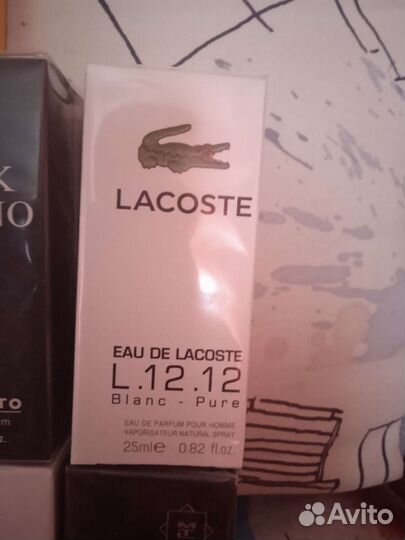 LACOSTE
EAU DE LACOSTE
L.12.12
Blanc - Pure
EAU DE PARFUM POUR HOMME
VAPORISATEUR NATURAL SPRAY
25ml℮ 0.82 fl.oz.
Avito